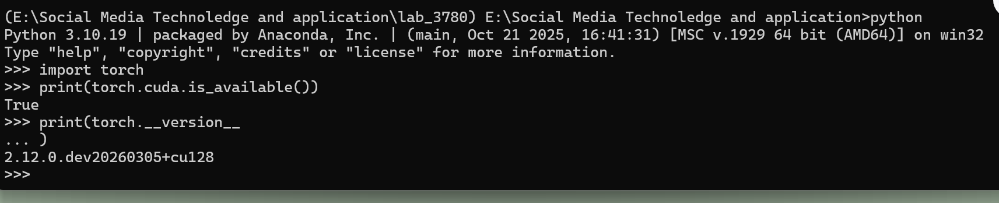 (E:\Social Media Technoledge and application\lab_3780) E:\Social Media Technoledge and application>python
Python 3.10.19 | packaged by Anaconda, Inc. | (main, Oct 21 2025, 16:41:31) [MSC v.1929 64 bit (AMD64)] on win32
Type "help", "copyright", "credits" or "license" for more information.
>>> import torch
>>> print(torch.cuda.is_available())
True
>>> print(torch.__version__
... )
2.12.0.dev20260305+cu128
>>>